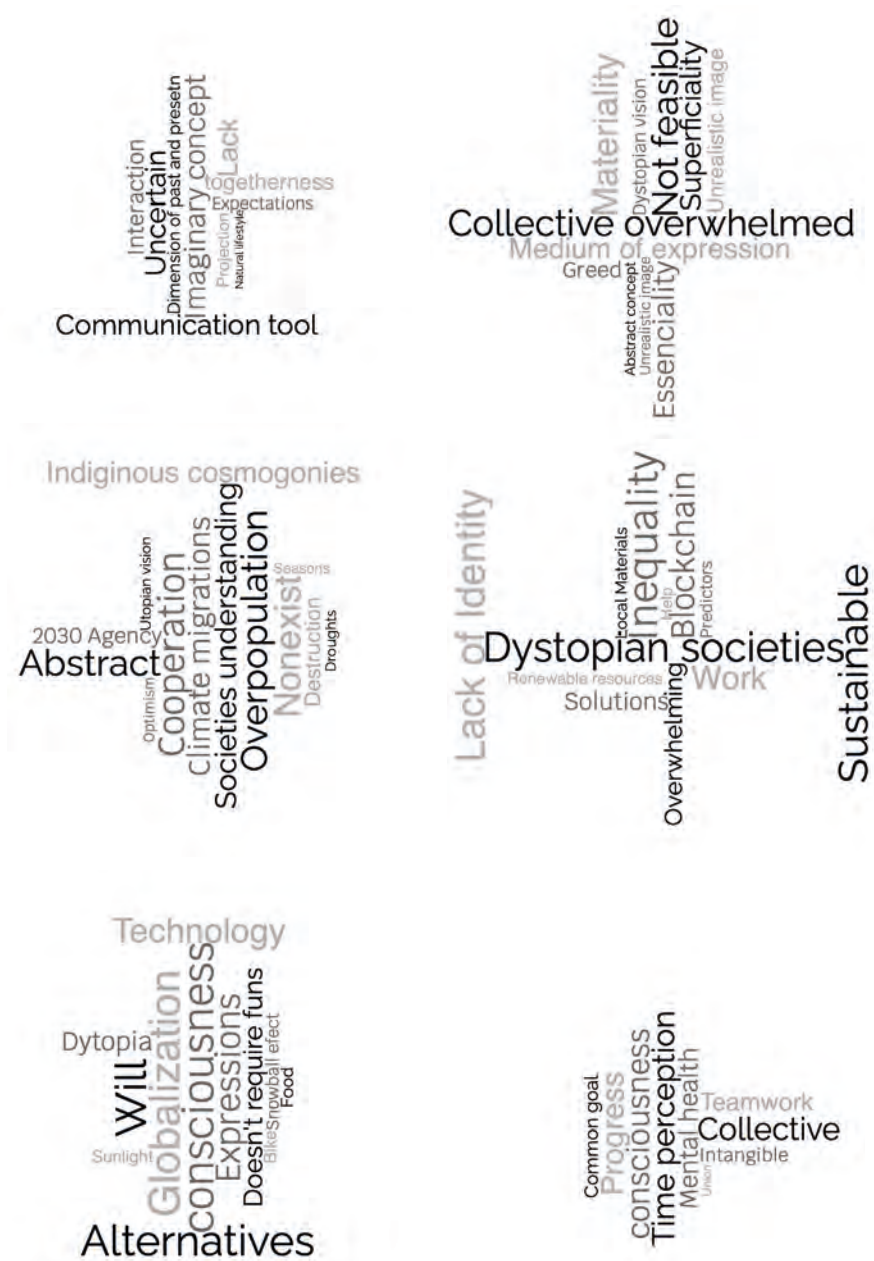 Interaction
Uncertain
Dimension of past and presetn
Imaginary concept
Lack
togetherness
Expectations
Projection
Natural lifestyle
Communication tool
Materiality
Dystopian vision
Not feasible
Superficiality
Unrealistic image
Collective overwhelmed
Medium of expression
Greed
Abstract concept
Unrealistic image
Essenciality
Indiginous cosmogonies
Utopian vision
2030 Agency
Abstract
Optimism
Cooperation
Climate migrations
Societies understanding
Overpopulation
Nonexist
Seasons
Destruction
Droughts
Lack of Identity
Local Materials
Inequality
Help
Blockchain
Predictors
Dystopian societies
Renewable resources
Work
Solutions
Overwhelming
Sustainable
Technology
Dytopia
Will
Sunlight
Globalization
consciousness
Expressions
Doesn't require funs
Bike
Snowball efect
Food
Alternatives
Common goal
Progress
consciousness
Time perception
Mental health
Teamwork
Collective
Intangible
Union